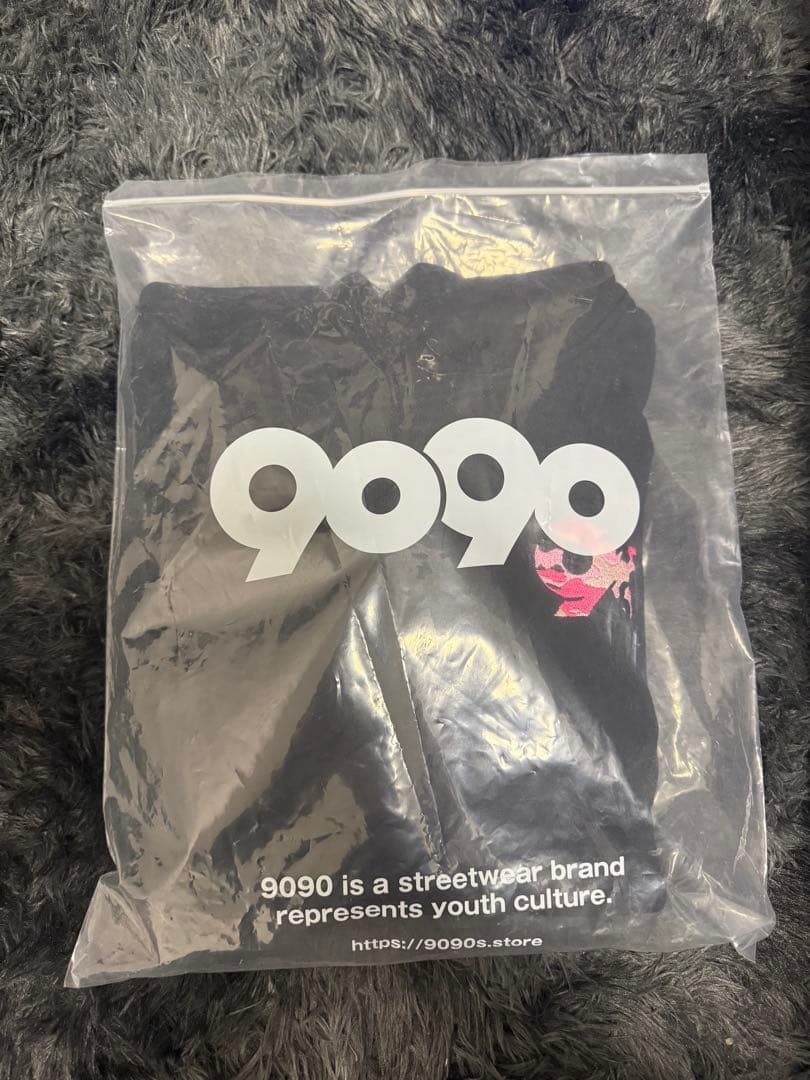 9090
9090 is a streetwear brand
represents youth culture.
https://9090s.store